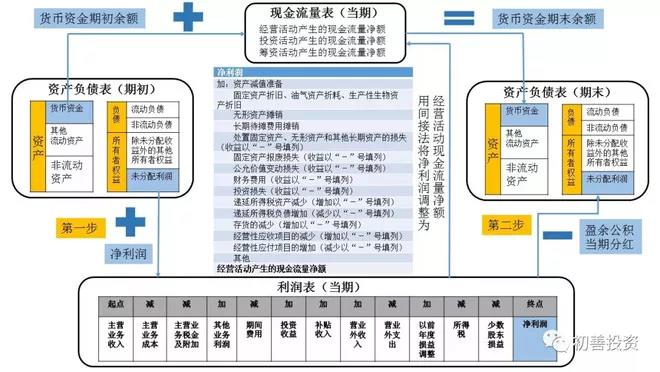 货币资金期初余额
现金流量表（当期）
经营活动产生的现金流量净额
投资活动产生的现金流量净额
筹资活动产生的现金流量净额
货币资金期末余额
资产负债表（期初）
资产
货币资金
其他
流动资产
非流动
资产
负债
流动负债
非流动负债
所有者权益
除未分配收
益外的其他
所有者权益
未分配利润
净利润
加：资产减值准备
固定资产折旧、油气资产折耗、生产性生物资
产折旧
无形资产摊销
长期待摊费用摊销
处置固定资产、无形资产和其他长期资产的损失
（收益以“－”号填列）
固定资产报废损失（收益以“－”号填列）
公允价值变动损失（收益以“－”号填列）
财务费用（收益以“－”号填列）
投资损失（收益以“－”号填列）
递延所得税资产减少（增加以“－”号填列）
递延所得税负债增加（减少以“－”号填列）
存货的减少（增加以“－”号填列）
经营性应收项目的减少（增加以“－”号填列）
经营性应付项目的增加（减少以“－”号填列）
其他
经营活动产生的现金流量净额
用间接法将净利润调整为
经营活动现金流量净额
资产负债表（期末）
资产
货币资金
其他
流动资产
非流动
资产
负债
流动负债
非流动负债
所有者权益
除未分配收
益外的其他
所有者权益
未分配利润
第一步
净利润
第二步
盈余公积
当期分红
利润表（当期）
起点 减 减 加 减 加 加 加 减 加 减 减 终点
主营业务收入 主营业务成本 主营业务税金及附加 其他业务利润 期间费用 投资收益 补贴收入 营业外收入 营业外支出 以前年度损益调整 所得税 少数股东损益 净利润
初善投资